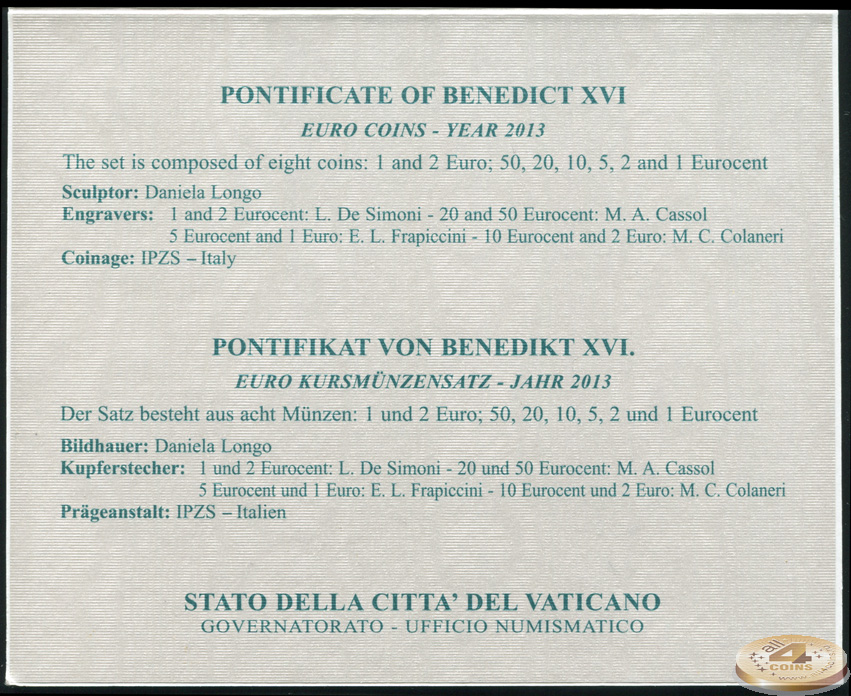 PONTIFICATE OF BENEDICT XVI
EURO COINS - YEAR 2013
The set is composed of eight coins: 1 and 2 Euro; 50, 20, 10, 5, 2 and 1 Eurocent
Sculptor: Daniela Longo
Engravers: 1 and 2 Eurocent: L. De Simoni - 20 and 50 Eurocent: M. A. Cassol
5 Eurocent and 1 Euro: E. L. Frapiccini - 10 Eurocent and 2 Euro: M. C. Colaneri
Coinage: IPZS – Italy
PONTIFIKAT VON BENEDIKT XVI.
EURO KURSMÜNZENSATZ - JAHR 2013
Der Satz besteht aus acht Münzen: 1 und 2 Euro; 50, 20, 10, 5, 2 und 1 Eurocent
Bildhauer: Daniela Longo
Kupferstecher: 1 und 2 Eurocent: L. De Simoni - 20 und 50 Eurocent: M. A. Cassol
5 Eurocent und 1 Euro: E. L. Frapiccini - 10 Eurocent und 2 Euro: M. C. Colaneri
Prägeanstalt: IPZS – Italien
STATO DELLA CITTA’ DEL VATICANO
GOVERNATORATO - UFFICIO NUMISMATICO
all
4
COINS